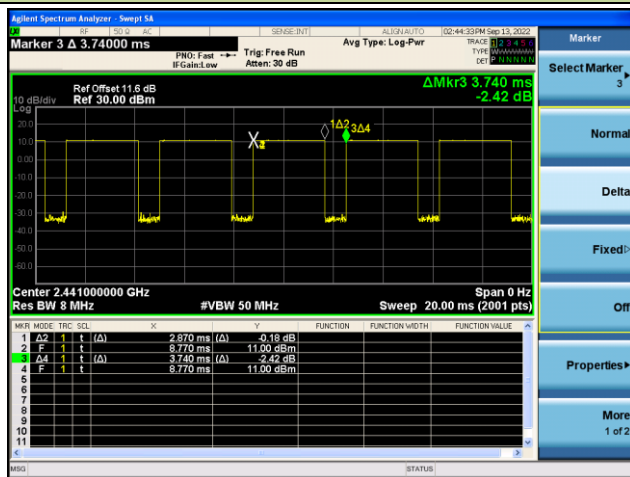 Agilent Spectrum Analyzer - Swept SA
LXI RF 50 Ω AC SENSE:INT ALIGN AUTO 02:44:33 PM Sep 13, 2022
Marker 3 Δ 3.74000 ms
PNO: Fast
IFGain:Low
Trig: Free Run
Atten: 30 dB
Avg Type: Log-Pwr
TRACE 1 2 3 4 5 6
TYPE WWWWWW
DET P N N N N N
Ref Offset 11.6 dB
10 dB/div Ref 30.00 dBm
ΔMkr3 3.740 ms
-2.42 dB
Log
20.0
10.0
0.00
-10.0
-20.0
-30.0
-40.0
-50.0
-60.0
X
1Δ2
3Δ4
Center 2.441000000 GHz Span 0 Hz
Res BW 8 MHz #VBW 50 MHz Sweep 20.00 ms (2001 pts)
MKR MODE TRC SCL X Y FUNCTION FUNCTION WIDTH FUNCTION VALUE
1 Δ2 1 t (Δ) 2.870 ms (Δ) -0.18 dB
2 F 1 t 8.770 ms 11.00 dBm
3 Δ4 1 t (Δ) 3.740 ms (Δ) -2.42 dB
4 F 1 t 8.770 ms 11.00 dBm
5
6
7
8
9
10
11
MSG STATUS
Marker
Select Marker
3
Normal
Delta
Fixed
Off
Properties
More
1 of 2